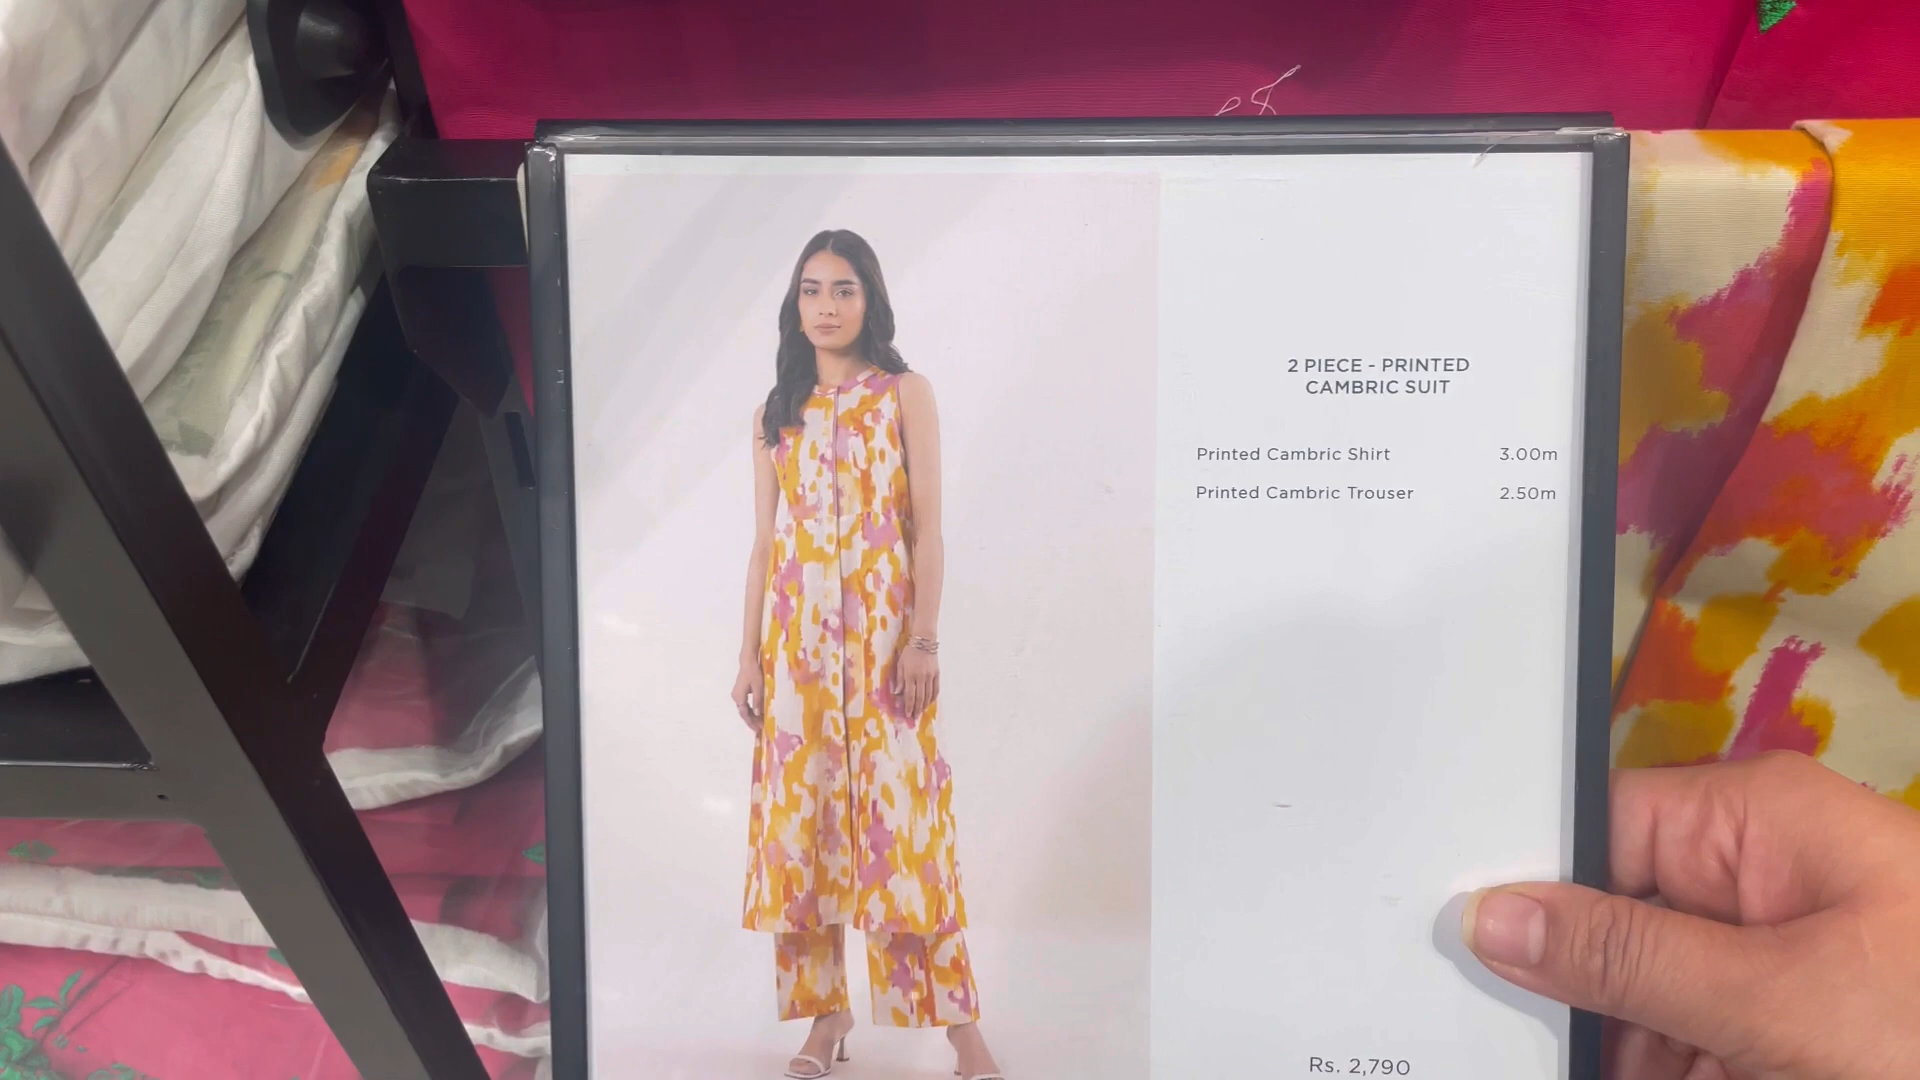 2 PIECE - PRINTED
CAMBRIC SUIT
Printed Cambric Shirt 3.00m
Printed Cambric Trouser 2.50m
Rs. 2,790